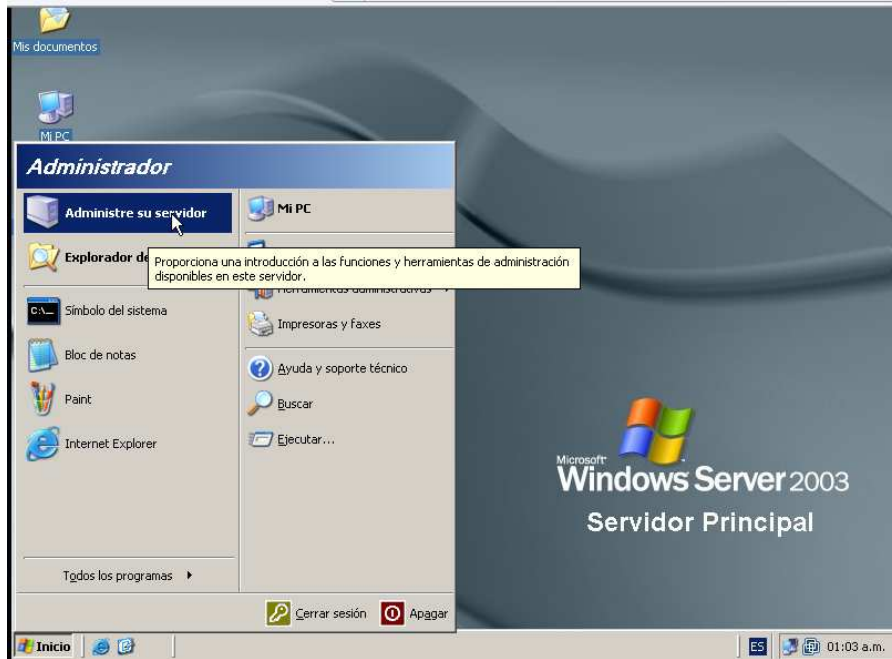 Mis documentos
Mi PC
Administrador
Administre su servidor
Mi PC
Explorador de
Proporciona una introducción a las funciones y herramientas de administración
disponibles en este servidor.
Herramientas administrativas
Símbolo del sistema
C:\_
Impresoras y faxes
Bloc de notas
Ayuda y soporte técnico
Paint
Buscar
Internet Explorer
Ejecutar...
Microsoft
Windows Server 2003
Servidor Principal
Todos los programas
Cerrar sesión
Apagar
Inicio
ES
01:03 a.m.